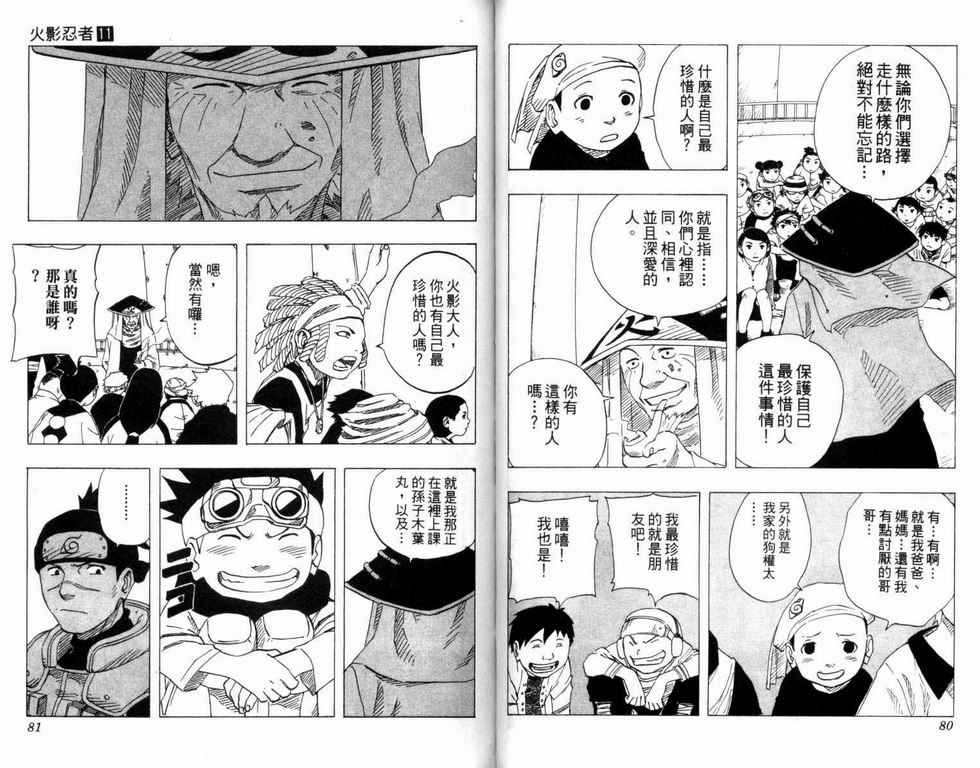 無論你們選擇
走什麼樣的路，
絕對不能忘記…
保護自己
最珍惜的人
這件事情！
什麼是自己最
珍惜的人啊？
就是指……
你們心裡認
同、相信，
並且深愛的
人。
火
你有
這樣的人
嗎…？
有…有啊…
就是我爸爸、
媽媽…還有我
有點討厭的哥
哥…
另外就是
我家的狗權太
……
我最珍惜
的就是朋
友吧！
嘻嘻！
我也是！
80
火影忍者11
火影大人，
你也有自己最
珍惜的人嗎？
嗯，
當然有囉…
真的嗎？
那是誰呀
？
就是我那正
在這裡上課
的孫子木葉
丸，以及…
………
81